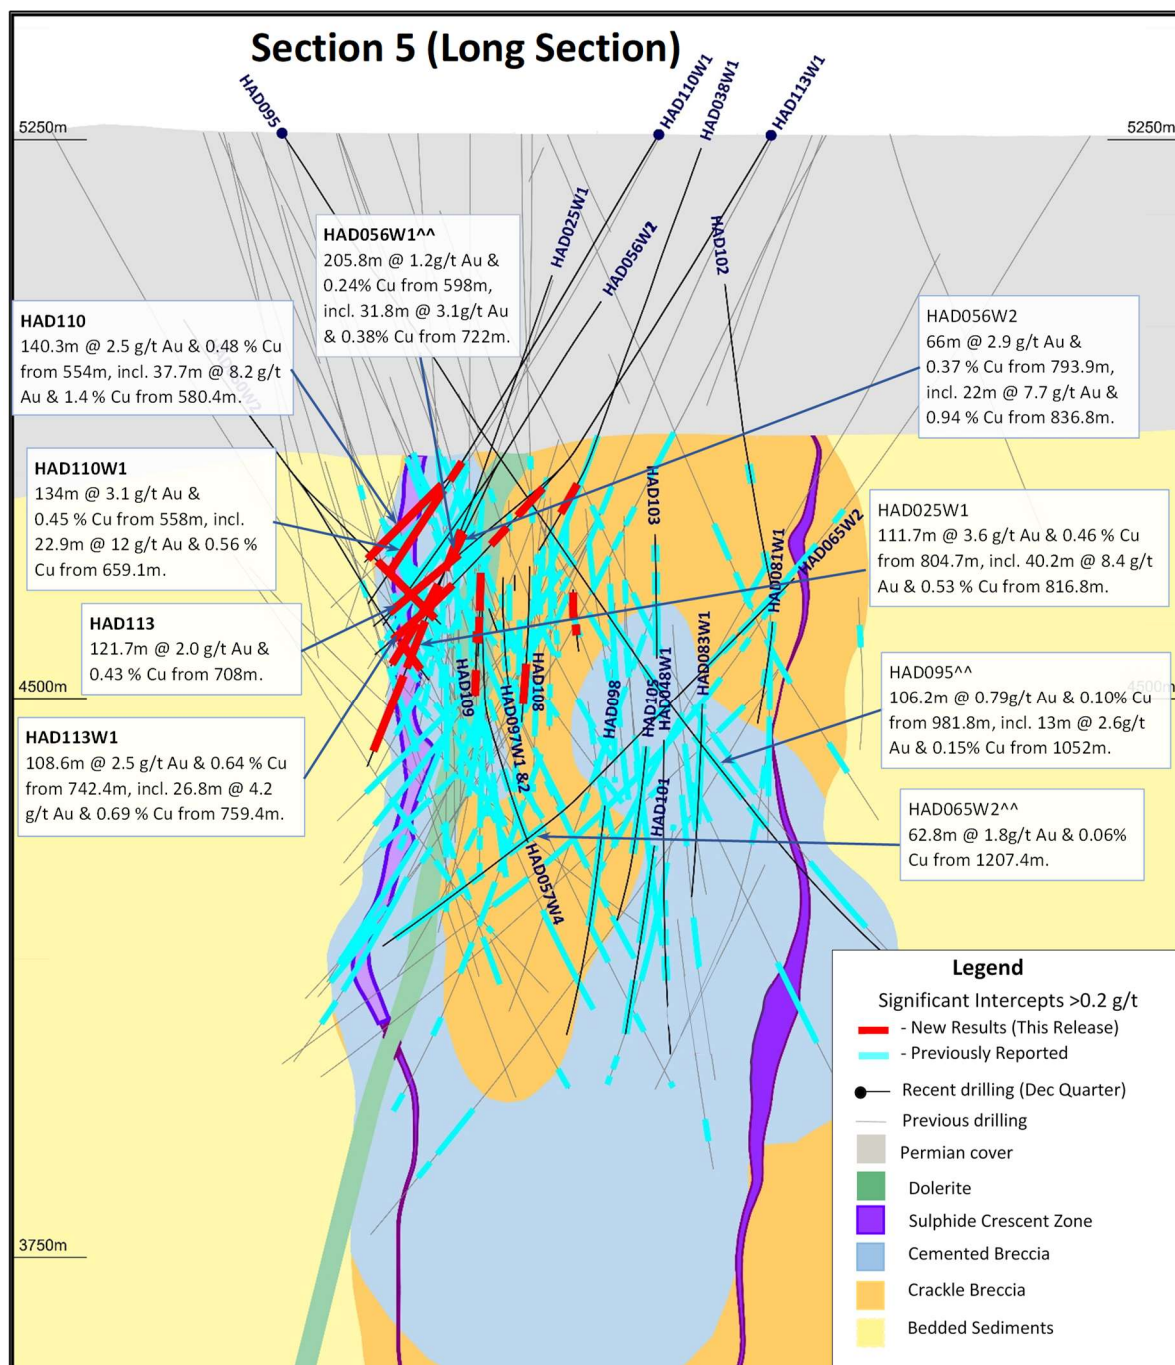 Section 5 (Long Section)
HAD095
HAD110W1
HAD038W1
HAD113W1
5250m
5250m
HAD025W1
HAD056W2
HAD102
HAD056W1^^
205.8m @ 1.2g/t Au &
0.24% Cu from 598m,
incl. 31.8m @ 3.1g/t Au
& 0.38% Cu from 722m.
HAD110
140.3m @ 2.5 g/t Au & 0.48 % Cu
from 554m, incl. 37.7m @ 8.2 g/t
Au & 1.4 % Cu from 580.4m.
HAD056W2
66m @ 2.9 g/t Au &
0.37 % Cu from 793.9m,
incl. 22m @ 7.7 g/t Au &
0.94 % Cu from 836.8m.
HAD110W1
134m @ 3.1 g/t Au &
0.45 % Cu from 558m, incl.
22.9m @ 12 g/t Au & 0.56 %
Cu from 659.1m.
HAD103
HAD081W1
HAD065W2
HAD025W1
111.7m @ 3.6 g/t Au & 0.46 % Cu
from 804.7m, incl. 40.2m @ 8.4 g/t
Au & 0.53 % Cu from 816.8m.
HAD113
121.7m @ 2.0 g/t Au &
0.43 % Cu from 708m.
4500m
4500m
HAD109
HAD097W1 &2
HAD108
HAD098
HAD105
HAD048W1
HAD083W1
HAD101
HAD057W4
HAD095^^
106.2m @ 0.79g/t Au & 0.10% Cu
from 981.8m, incl. 13m @ 2.6g/t
Au & 0.15% Cu from 1052m.
HAD113W1
108.6m @ 2.5 g/t Au & 0.64 % Cu
from 742.4m, incl. 26.8m @ 4.2
g/t Au & 0.69 % Cu from 759.4m.
HAD065W2^^
62.8m @ 1.8g/t Au & 0.06%
Cu from 1207.4m.
3750m
Legend
Significant Intercepts >0.2 g/t
- New Results (This Release)
- Previously Reported
Recent drilling (Dec Quarter)
Previous drilling
Permian cover
Dolerite
Sulphide Crescent Zone
Cemented Breccia
Crackle Breccia
Bedded Sediments